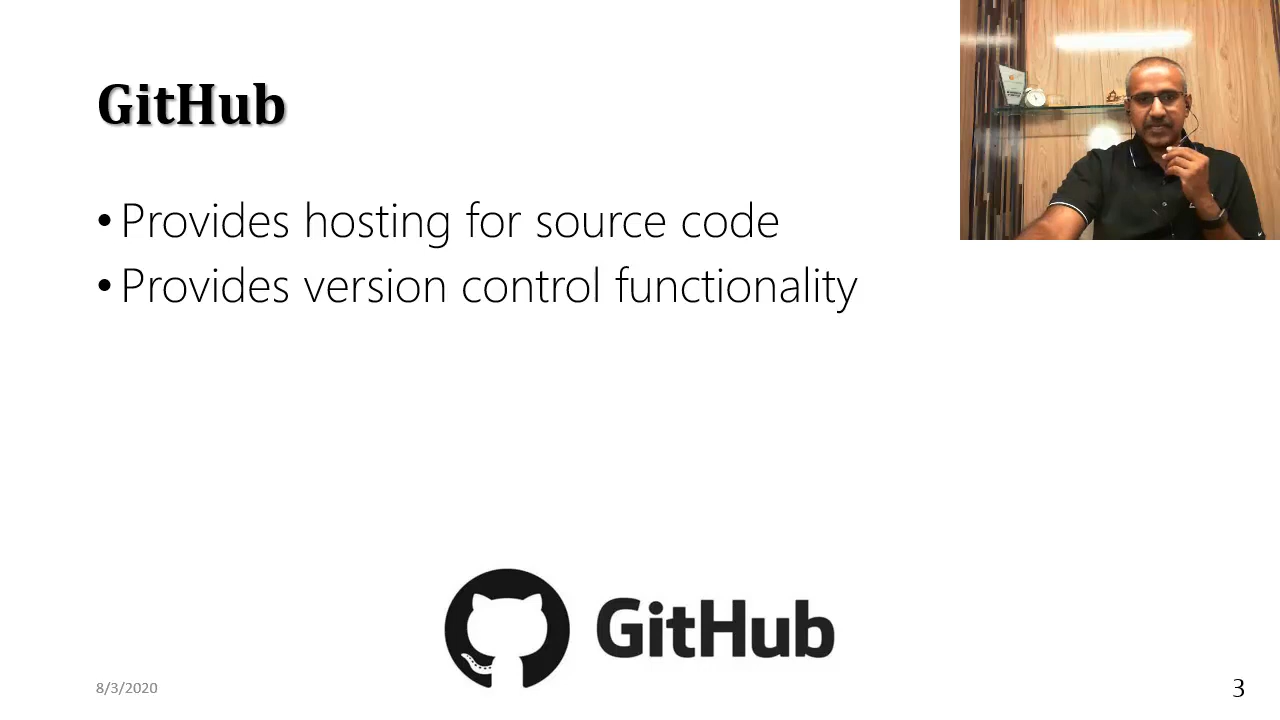 GitHub
• Provides hosting for source code
• Provides version control functionality
GitHub
8/3/2020
3